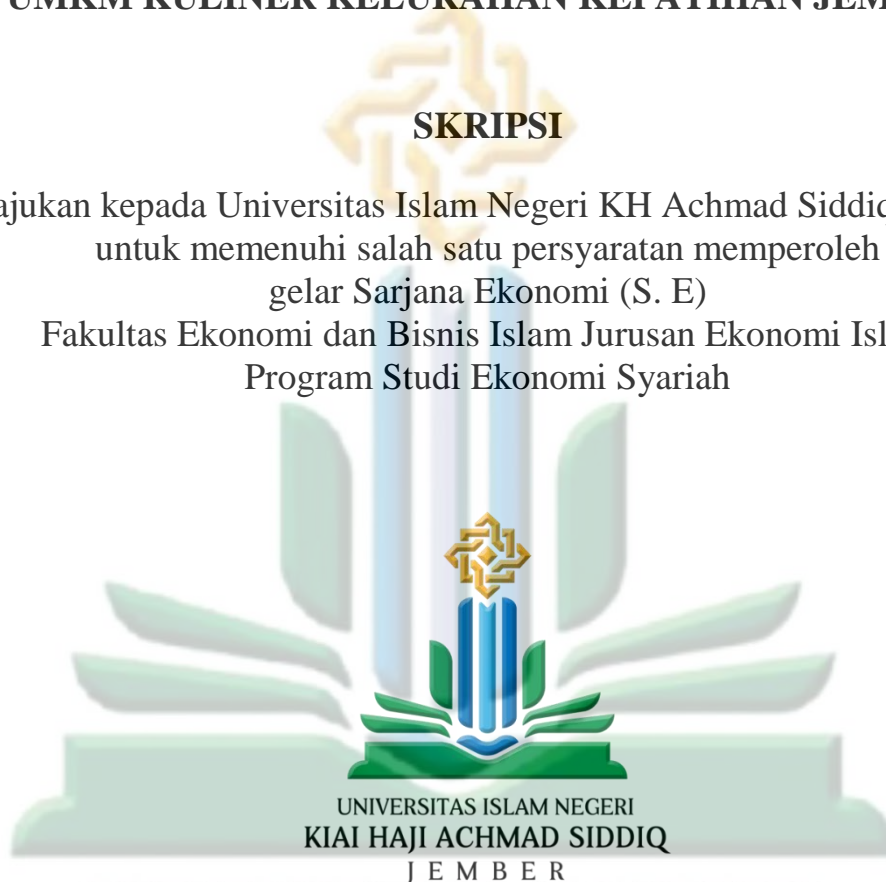 UMKM KULINER KELURAHAN KEPATIHAN JEM
SKRIPSI
ajukan kepada Universitas Islam Negeri KH Achmad Siddiq
untuk memenuhi salah satu persyaratan memperoleh
gelar Sarjana Ekonomi (S. E)
Fakultas Ekonomi dan Bisnis Islam Jurusan Ekonomi Isl
Program Studi Ekonomi Syariah
UNIVERSITAS ISLAM NEGERI
KIAI HAJI ACHMAD SIDDIQ
JEMBER